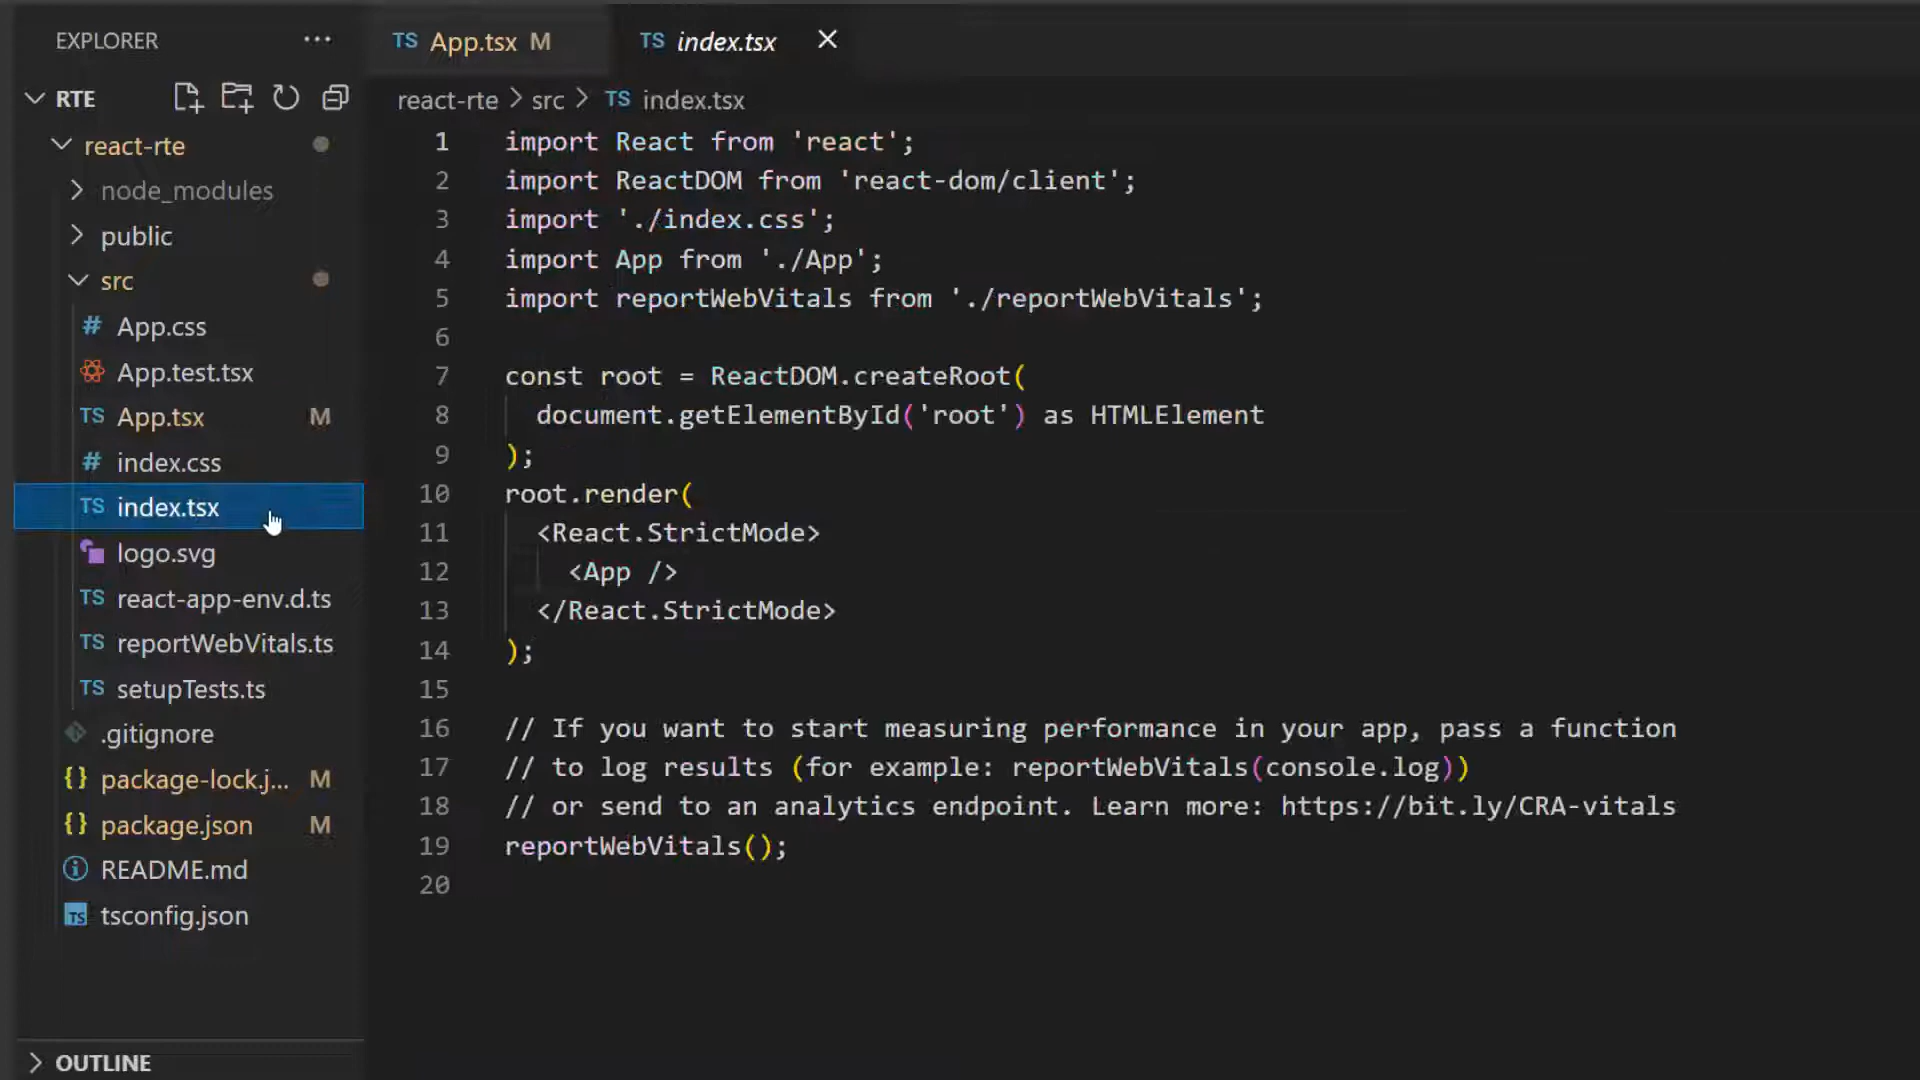 EXPLORER
RTE
react-rte
node_modules
public
src
# App.css
App.test.tsx
TS App.tsx M
# index.css
TS index.tsx
logo.svg
TS react-app-env.d.ts
TS reportWebVitals.ts
TS setupTests.ts
.gitignore
{} package-lock.j... M
{} package.json M
README.md
TS tsconfig.json
OUTLINE
TS App.tsx M
TS index.tsx
react-rte > src > TS index.tsx
1 import React from 'react';
2 import ReactDOM from 'react-dom/client';
3 import './index.css';
4 import App from './App';
5 import reportWebVitals from './reportWebVitals';
6
7 const root = ReactDOM.createRoot(
8 document.getElementById('root') as HTMLElement
9 );
10 root.render(
11 <React.StrictMode>
12 <App />
13 </React.StrictMode>
14 );
15
16 // If you want to start measuring performance in your app, pass a function
17 // to log results (for example: reportWebVitals(console.log))
18 // or send to an analytics endpoint. Learn more: https://bit.ly/CRA-vitals
19 reportWebVitals();
20